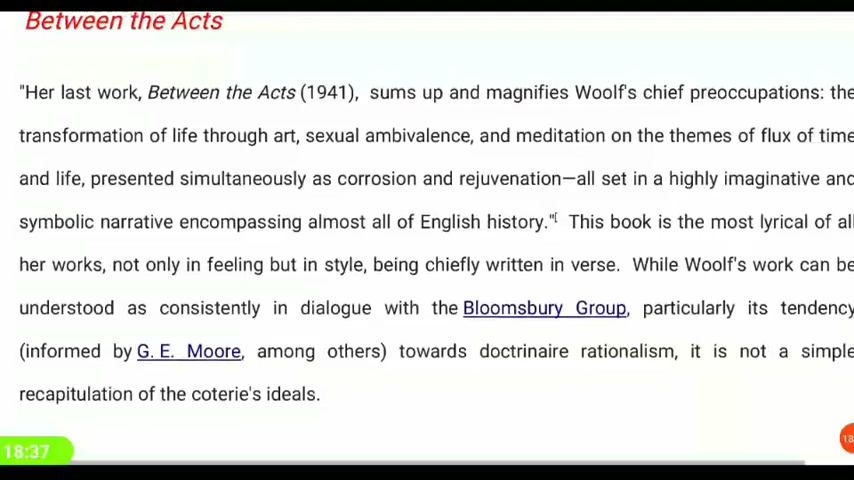 Between the Acts
"Her last work, Between the Acts (1941), sums up and magnifies Woolf's chief preoccupations: the
transformation of life through art, sexual ambivalence, and meditation on the themes of flux of time
and life, presented simultaneously as corrosion and rejuvenation—all set in a highly imaginative and
symbolic narrative encompassing almost all of English history."[ This book is the most lyrical of all
her works, not only in feeling but in style, being chiefly written in verse. While Woolf's work can be
understood as consistently in dialogue with the Bloomsbury Group, particularly its tendency
(informed by G. E. Moore, among others) towards doctrinaire rationalism, it is not a simple
recapitulation of the coterie's ideals.
18:37
18